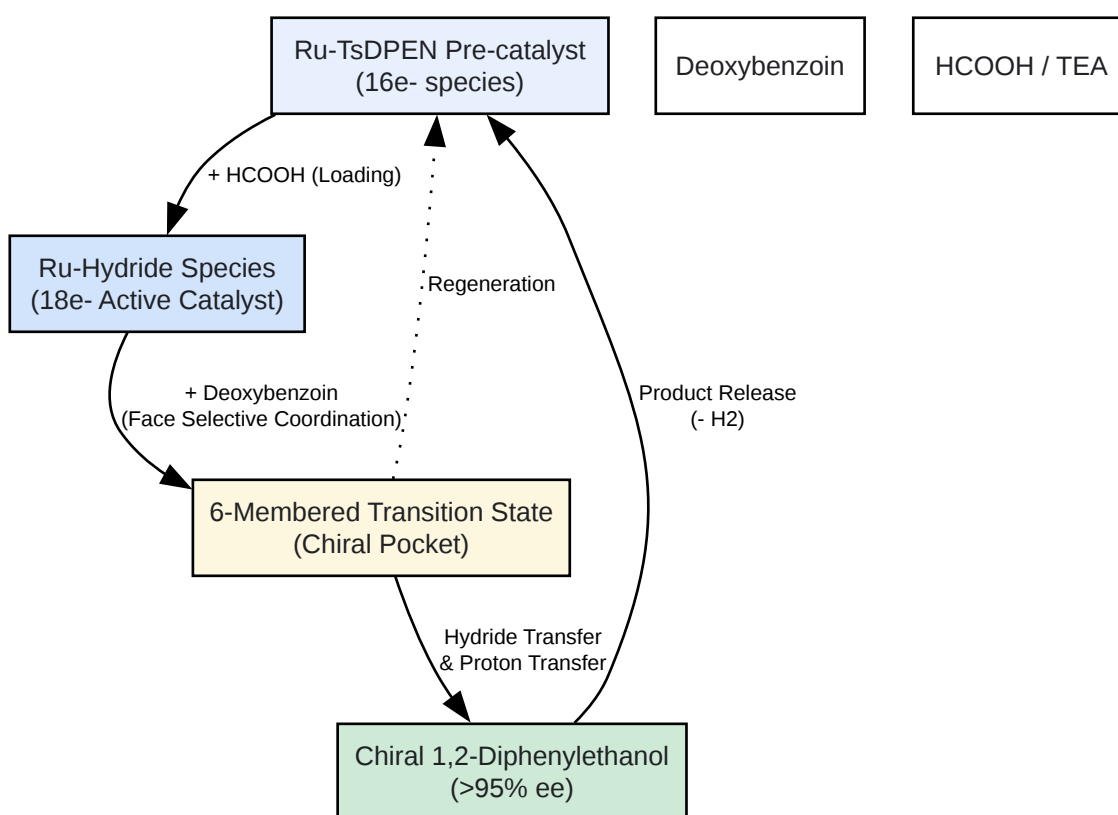 Ru-TsDPEN Pre-catalyst
(16e- species)
Deoxybenzoin
HCOOH / TEA
+ HCOOH (Loading)
Ru-Hydride Species
(18e- Active Catalyst)
Regeneration
+ Deoxybenzoin
(Face Selective Coordination)
Product Release
(- H2)
6-Membered Transition State
(Chiral Pocket)
Hydride Transfer
& Proton Transfer
Chiral 1,2-Diphenylethanol
(>95% ee)